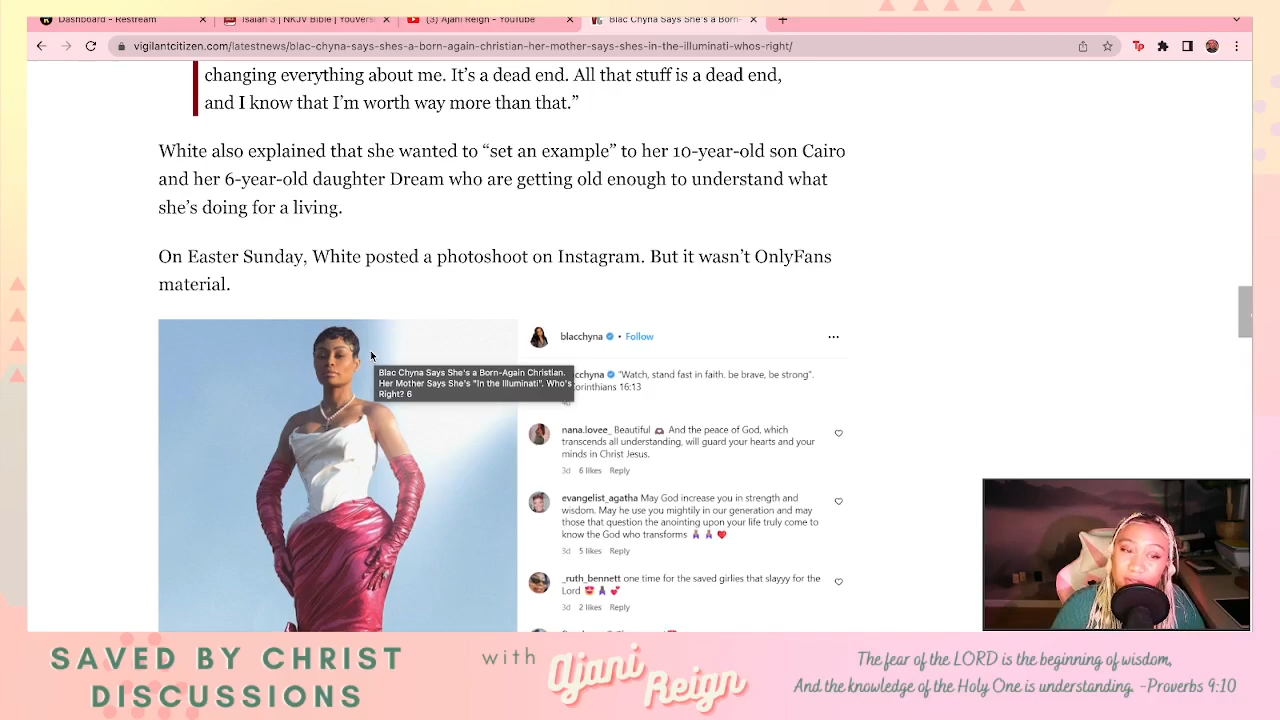 Dashboard - Restream
Isaiah 3 | NKJV Bible | YouVers
(3) Ajani Reign - YouTube
Blac Chyna Says She's a Born-
vigilantcitizen.com/latestnews/blac-chyna-says-shes-a-born-again-christian-her-mother-says-shes-in-the-illuminati-whos-right/
changing everything about me. It's a dead end. All that stuff is a dead end,
and I know that I'm worth way more than that.”
White also explained that she wanted to “set an example” to her 10-year-old son Cairo
and her 6-year-old daughter Dream who are getting old enough to understand what
she's doing for a living.
On Easter Sunday, White posted a photoshoot on Instagram. But it wasn't OnlyFans
material.
blacchyna • Follow
Blac Chyna Says She's a Born-Again Christian.
Her Mother Says She's "In the Illuminati". Who's
Right? 6
cchyna "Watch, stand fast in faith. be brave, be strong".
orinthians 16:13
nana.lovee_ Beautiful And the peace of God, which
transcends all understanding, will guard your hearts and your
minds in Christ Jesus.
3d 6 likes Reply
evangelist_agatha May God increase you in strength and
wisdom. May he use you mightily in our generation and may
those that question the anointing upon your life truly come to
know the God who transforms
3d 5 likes Reply
_ruth_bennett one time for the saved girlies that slayyy for the
Lord
3d 2 likes Reply
SAVED BY CHRIST
DISCUSSIONS
with
Ajani
Reign
The fear of the LORD is the beginning of wisdom,
And the knowledge of the Holy One is understanding. -Proverbs 9:10